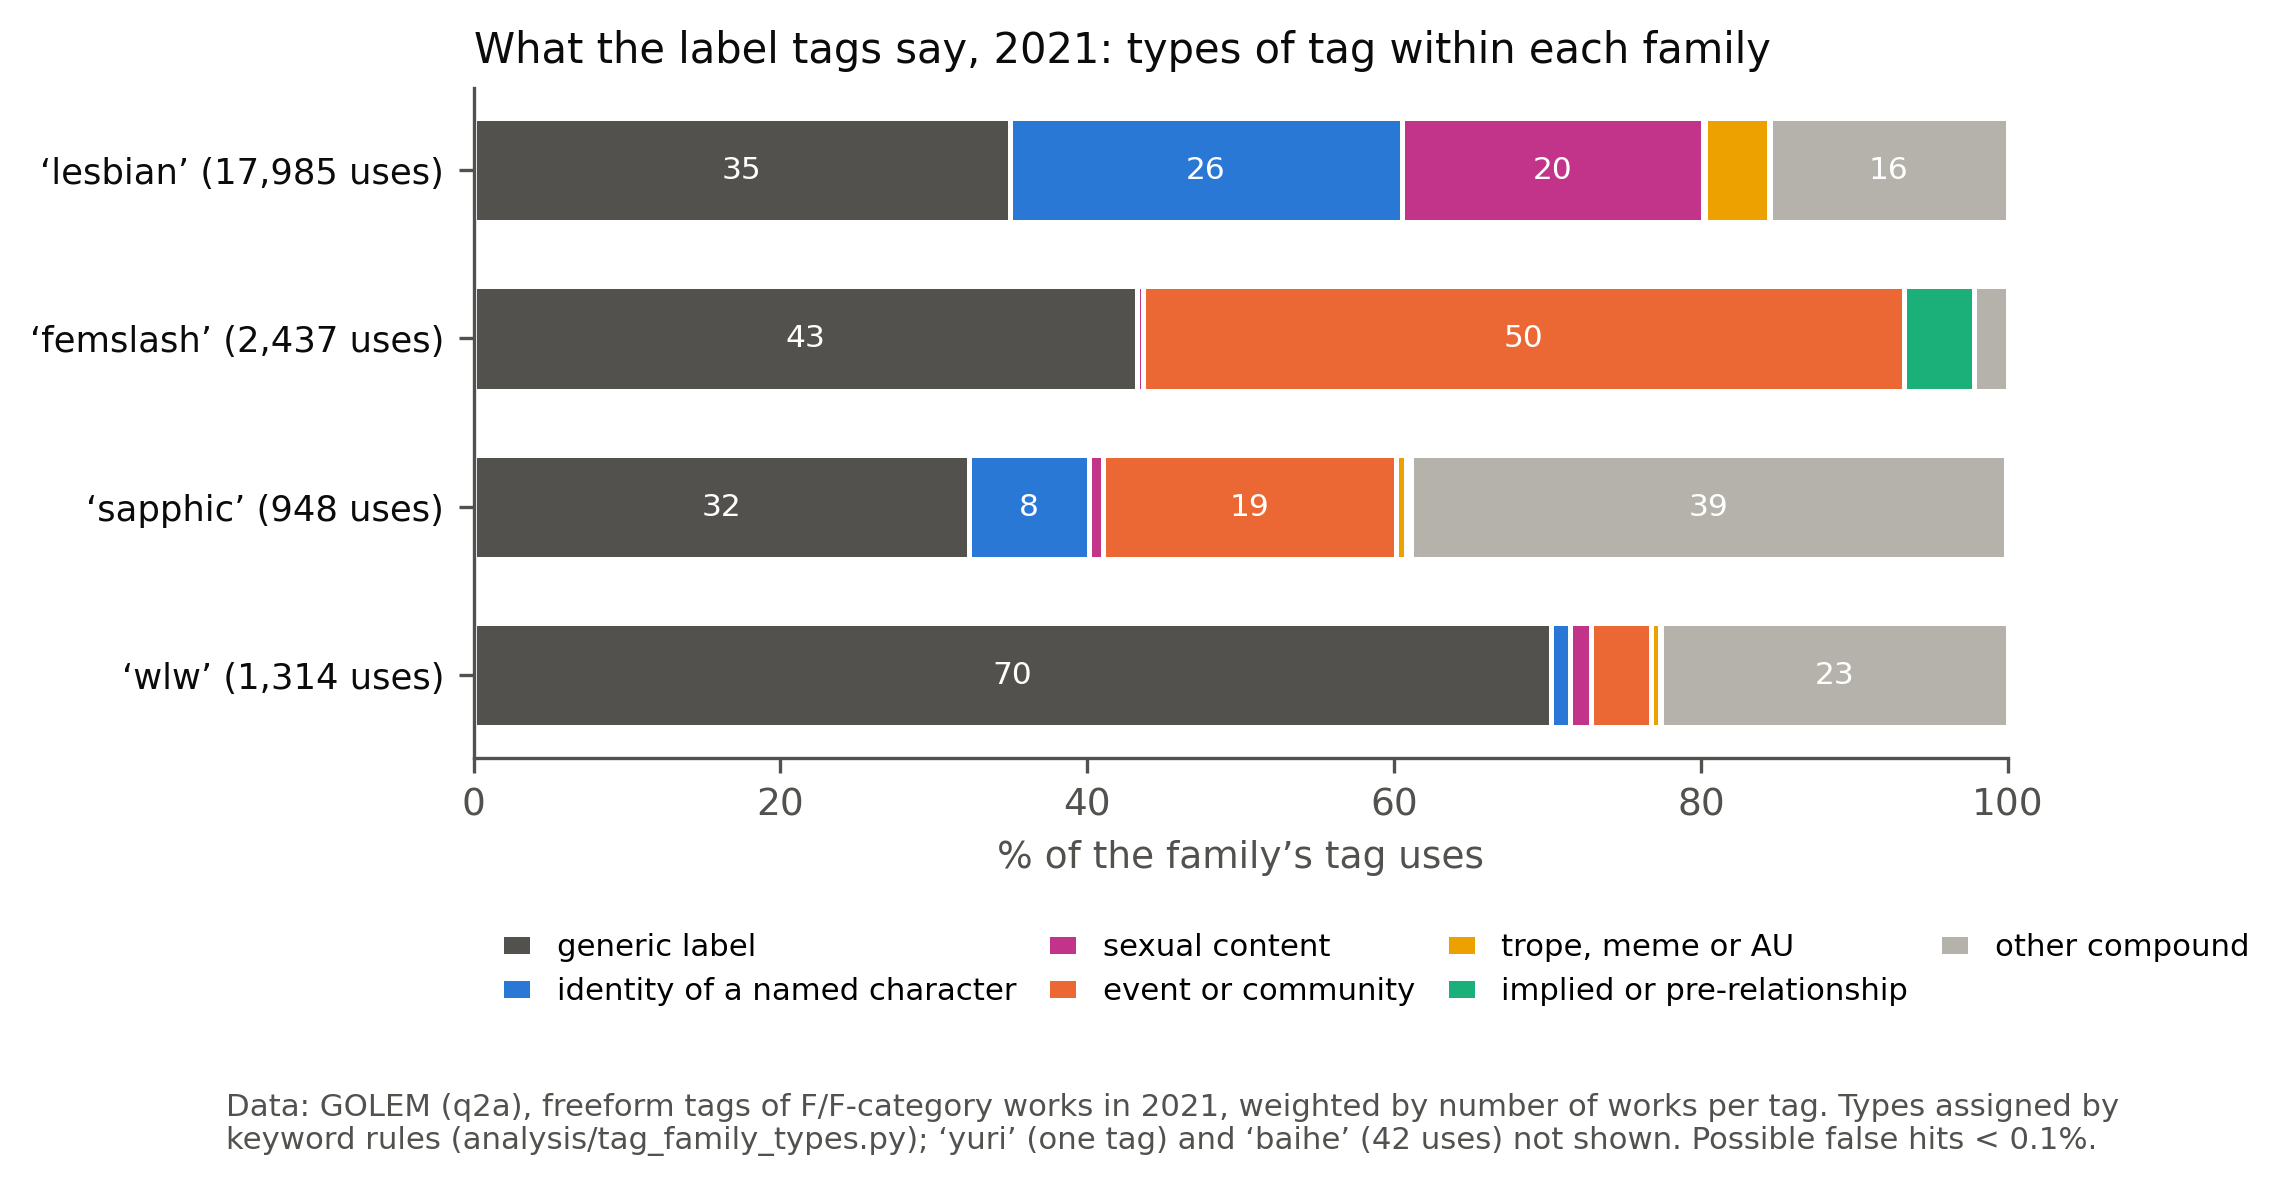 What the label tags say, 2021: types of tag within each family
‘lesbian’ (17,985 uses)
35
26
20
16
‘femslash’ (2,437 uses)
43
50
‘sapphic’ (948 uses)
32
8
19
39
‘wlw’ (1,314 uses)
70
23
0 20 40 60 80 100
% of the family’s tag uses
generic label
identity of a named character
sexual content
event or community
trope, meme or AU
implied or pre-relationship
other compound
Data: GOLEM (q2a), freeform tags of F/F-category works in 2021, weighted by number of works per tag. Types assigned by
keyword rules (analysis/tag_family_types.py); ‘yuri’ (one tag) and ‘baihe’ (42 uses) not shown. Possible false hits < 0.1%.